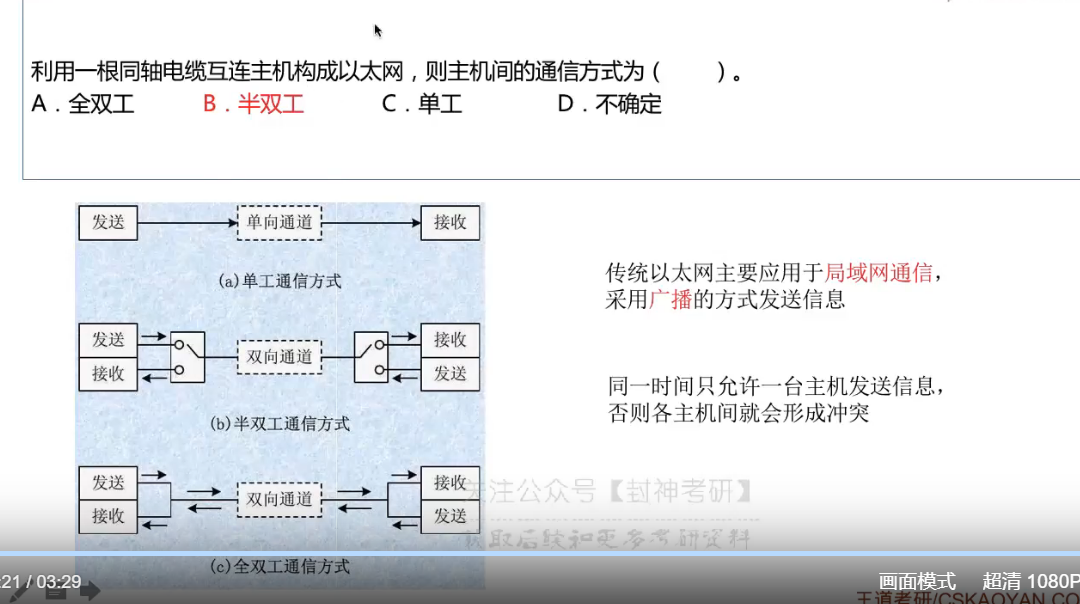 利用一根同轴电缆互连主机构成以太网，则主机间的通信方式为（　　）。
A．全双工 B．半双工 C．单工 D．不确定
发送 单向通道 接收
(a)单工通信方式
传统以太网主要应用于局域网通信，
采用广播的方式发送信息
发送 双向通道 接收
接收 发送
同一时间只允许一台主机发送信息，
否则各主机间就会形成冲突
(b)半双工通信方式
发送 双向通道 接收
接收 发送
关注公众号【封神考研】
获取后续和更多考研资料
(c)全双工通信方式
:21 / 03:29 画面模式 超清 1080P
王道考研/CSKAOYAN.CO